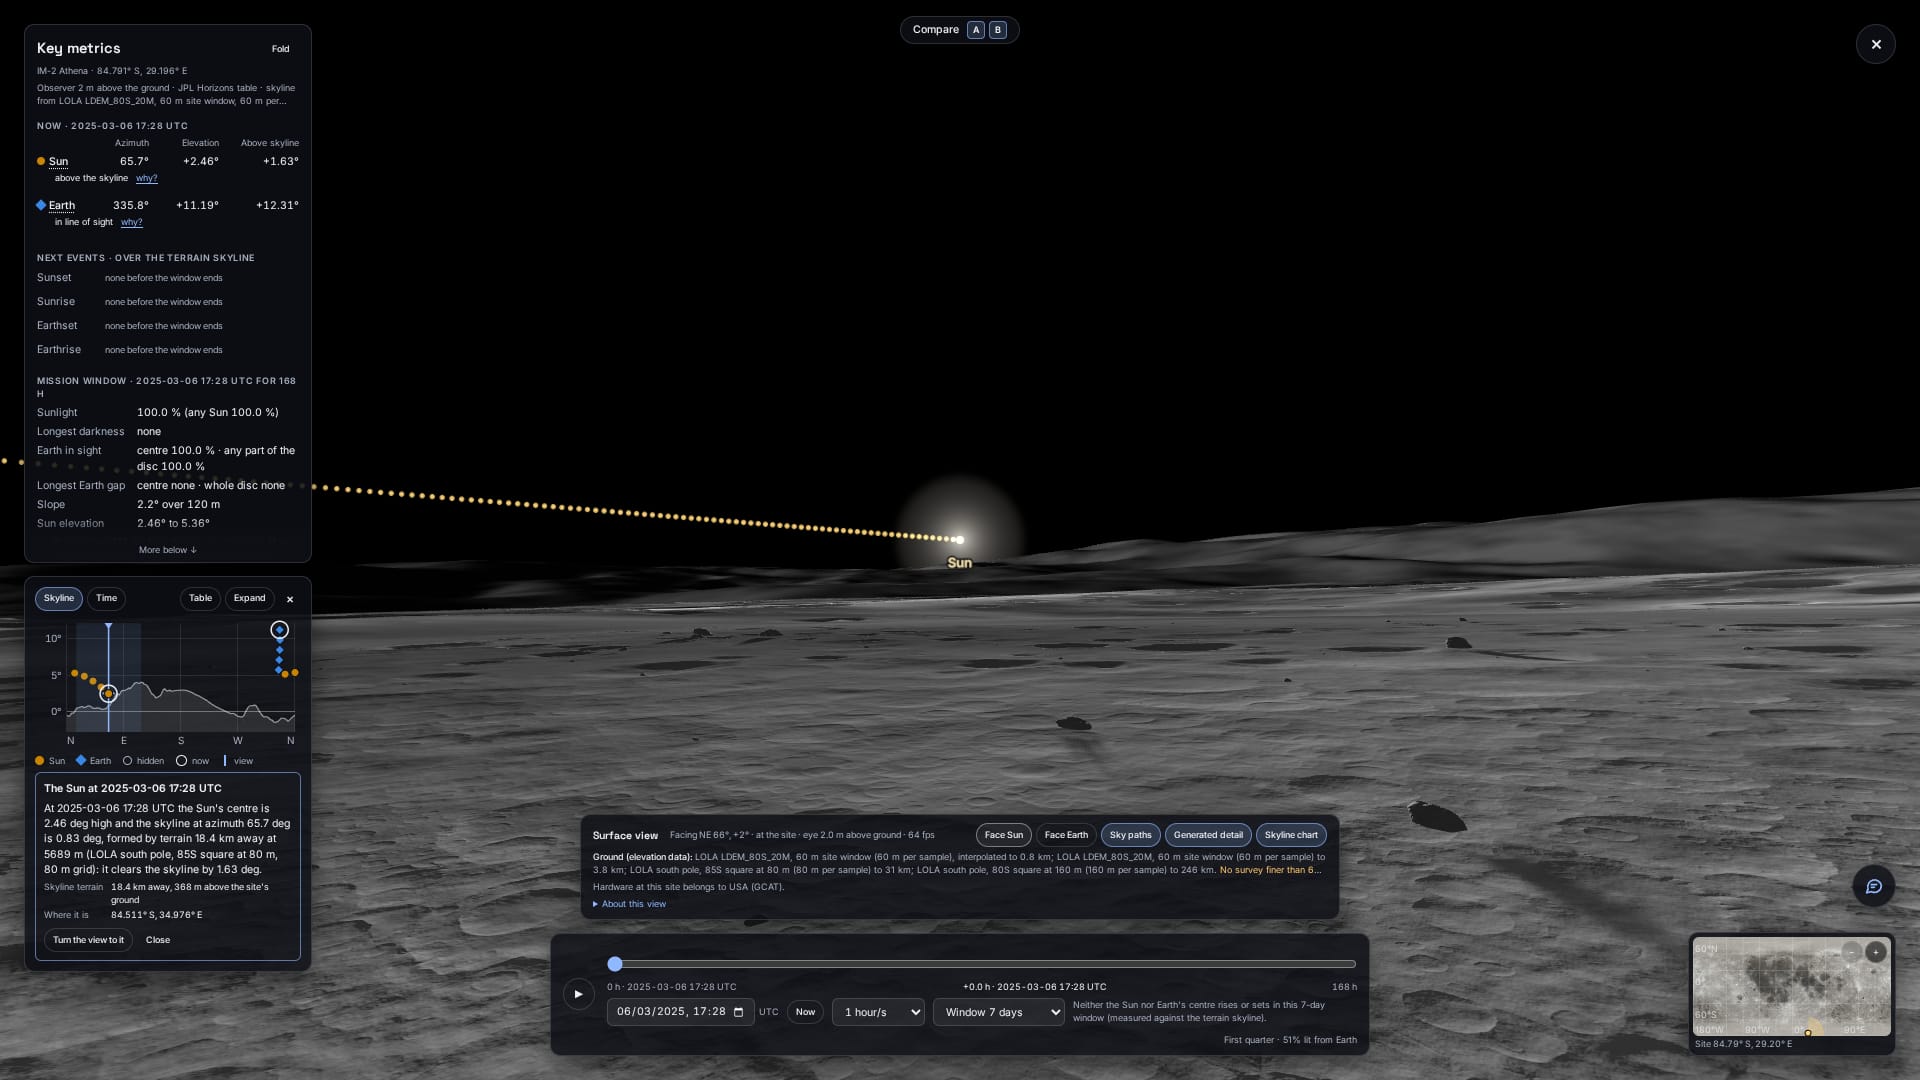 Compare A B
×
Key metrics
Fold
IM-2 Athena · 84.791° S, 29.196° E
Observer 2 m above the ground · JPL Horizons table · skyline
from LOLA LDEM_80S_20M, 60 m site window, 60 m per...
NOW · 2025-03-06 17:28 UTC
Azimuth Elevation Above skyline
Sun 65.7° +2.46° +1.63°
above the skyline why?
Earth 335.8° +11.19° +12.31°
in line of sight why?
NEXT EVENTS · OVER THE TERRAIN SKYLINE
Sunset none before the window ends
Sunrise none before the window ends
Earthset none before the window ends
Earthrise none before the window ends
MISSION WINDOW · 2025-03-06 17:28 UTC FOR 168
H
Sunlight 100.0 % (any Sun 100.0 %)
Longest darkness none
Earth in sight centre 100.0 % · any part of the
disc 100.0 %
Longest Earth gap centre none · whole disc none
Slope 2.2° over 120 m
Sun elevation 2.46° to 5.36°
More below ↓
Sun
Skyline Time Table Expand ×
10°
5°
0°
N E S W N
Sun Earth hidden now view
The Sun at 2025-03-06 17:28 UTC
At 2025-03-06 17:28 UTC the Sun's centre is
2.46 deg high and the skyline at azimuth 65.7 deg
is 0.83 deg, formed by terrain 18.4 km away at
5689 m (LOLA south pole, 85S square at 80 m,
80 m grid): it clears the skyline by 1.63 deg.
Skyline terrain 18.4 km away, 368 m above the site's
ground
Where it is 84.511° S, 34.976° E
Turn the view to it Close
Surface view Facing NE 66°, +2° · at the site · eye 2.0 m above ground · 64 fps
Face Sun Face Earth Sky paths Generated detail Skyline chart
Ground (elevation data): LOLA LDEM_80S_20M, 60 m site window (60 m per sample), interpolated to 0.8 km; LOLA LDEM_80S_20M, 60 m site window (60 m per sample) to
3.8 km; LOLA south pole, 85S square at 80 m (80 m per sample) to 31 km; LOLA south pole, 80S square at 160 m (160 m per sample) to 246 km. No survey finer than 6...
Hardware at this site belongs to USA (GCAT).
▶ About this view
0 h · 2025-03-06 17:28 UTC +0.0 h · 2025-03-06 17:28 UTC 168 h
06/03/2025, 17:28 UTC Now 1 hour/s Window 7 days
Neither the Sun nor Earth's centre rises or sets in this 7-day
window (measured against the terrain skyline).
First quarter · 51% lit from Earth
60°N − +
0°
60°S
180°W 90°W 0° 90°E
Site 84.79° S, 29.20° E